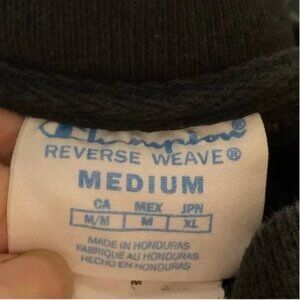 Champion
REVERSE WEAVE®
MEDIUM
CA MEX JPN
M/M M XL
MADE IN HONDURAS
FABRIQUÉ AU HONDURAS
HECHO EN HONDURAS